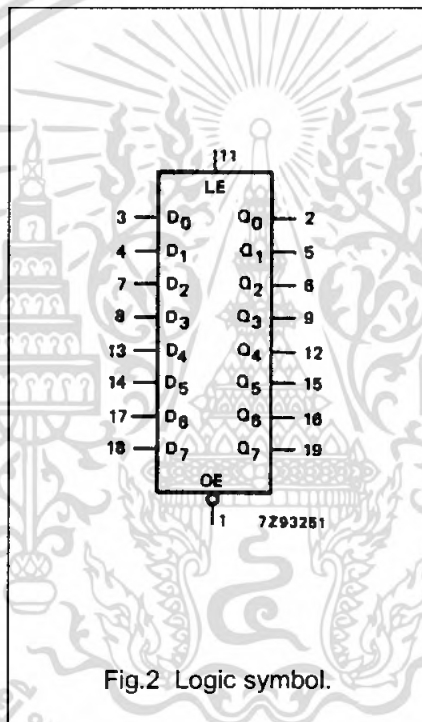 11
LE
3 D0 Q0 2
4 D1 Q1 5
7 D2 Q2 6
8 D3 Q3 9
13 D4 Q4 12
14 D5 Q5 15
17 D6 Q6 16
18 D7 Q7 19
OE
1 7Z93251
Fig.2 Logic symbol.